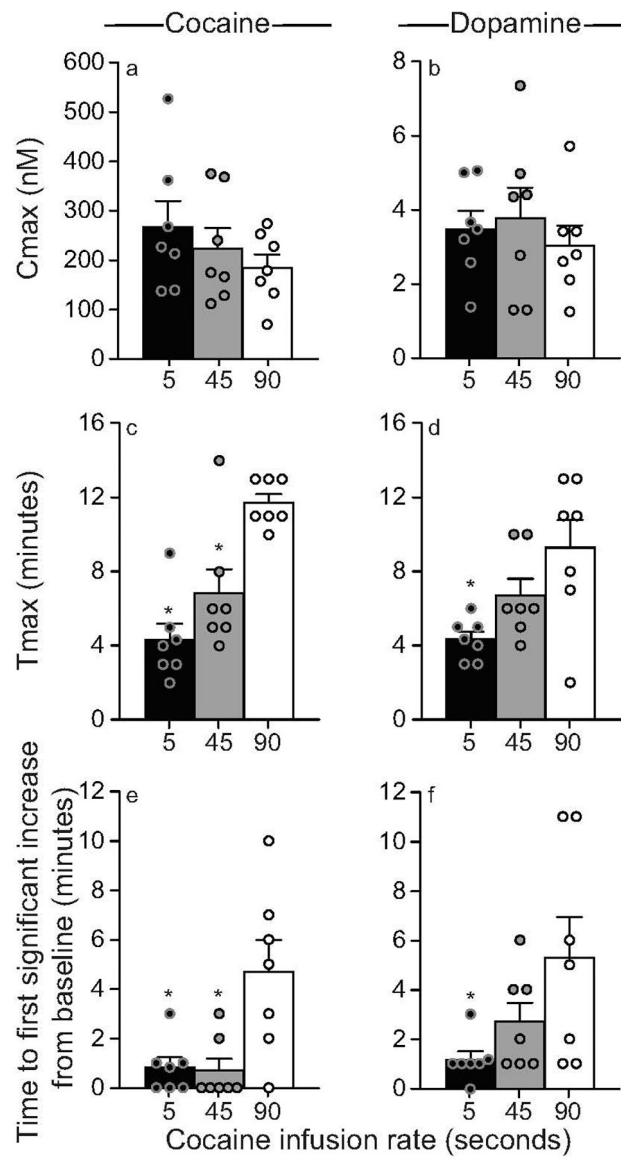 Cocaine
Dopamine
Cmax (nM)
a
600
500
400
300
200
100
0
5 45 90
b
8
6
4
2
0
5 45 90
Tmax (minutes)
c
16
12
8
4
0
*
*
5 45 90
d
16
12
8
4
0
*
5 45 90
Time to first significant increase
from baseline (minutes)
e
12
10
8
6
4
2
0
*
*
5 45 90
f
12
10
8
6
4
2
0
*
5 45 90
Cocaine infusion rate (seconds)